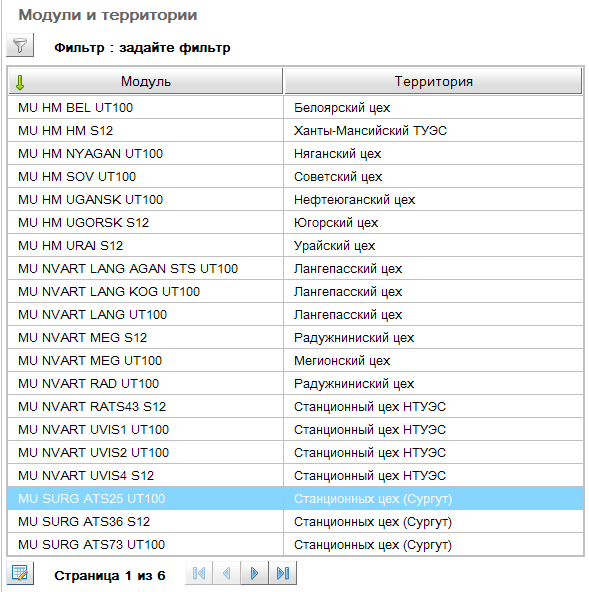 Модули и территории
Фильтр : задайте фильтр
Модуль Территория
MU HM BEL UT100 Белоярский цех
MU HM HM S12 Ханты-Мансийский ТУЭС
MU HM NYAGAN UT100 Няганский цех
MU HM SOV UT100 Советский цех
MU HM UGANSK UT100 Нефтеюганский цех
MU HM UGORSK S12 Югорский цех
MU HM URAI S12 Урайский цех
MU NVART LANG AGAN STS UT100 Лангепасский цех
MU NVART LANG KOG UT100 Лангепасский цех
MU NVART LANG UT100 Лангепасский цех
MU NVART MEG S12 Радужниниский цех
MU NVART MEG UT100 Мегионский цех
MU NVART RAD UT100 Радужниниский цех
MU NVART RATS43 S12 Станционный цех НТУЭС
MU NVART UVIS1 UT100 Станционный цех НТУЭС
MU NVART UVIS2 UT100 Станционный цех НТУЭС
MU NVART UVIS4 S12 Станционный цех НТУЭС
MU SURG ATS25 UT100 Станционных цех (Сургут)
MU SURG ATS36 S12 Станционных цех (Сургут)
MU SURG ATS73 UT100 Станционных цех (Сургут)
Страница 1 из 6